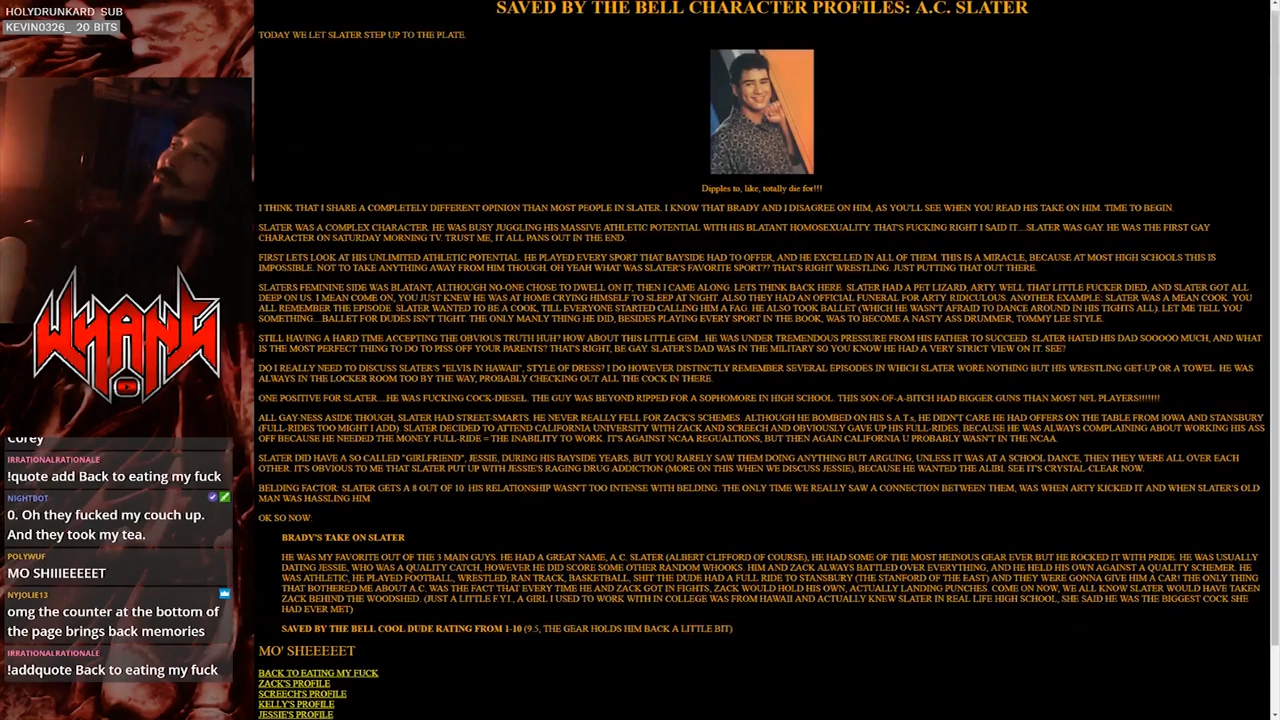 HOLYDRUNKARD SUB
KEVIN0326_ 20 BITS
WHANG
Corey
IRRATIONALRATIONALE
!quote add Back to eating my fuck
NIGHTBOT
0. Oh they fucked my couch up.
And they took my tea.
POLYWUF
MO SHIIIEEEEET
NYJOLIE13
omg the counter at the bottom of
the page brings back memories
IRRATIONALRATIONALE
!addquote Back to eating my fuck
SAVED BY THE BELL CHARACTER PROFILES: A.C. SLATER
TODAY WE LET SLATER STEP UP TO THE PLATE.
Dipples to, like, totally die for!!!
I THINK THAT I SHARE A COMPLETELY DIFFERENT OPINION THAN MOST PEOPLE IN SLATER. I KNOW THAT BRADY AND I DISAGREE ON HIM, AS YOU'LL SEE WHEN YOU READ HIS TAKE ON HIM. TIME TO BEGIN.
SLATER WAS A COMPLEX CHARACTER. HE WAS BUSY JUGGLING HIS MASSIVE ATHLETIC POTENTIAL WITH HIS BLATANT HOMOSEXUALITY. THAT'S FUCKING RIGHT I SAID IT....SLATER WAS GAY. HE WAS THE FIRST GAY
CHARACTER ON SATURDAY MORNING TV. TRUST ME, IT ALL PANS OUT IN THE END.
FIRST LETS LOOK AT HIS UNLIMITED ATHLETIC POTENTIAL. HE PLAYED EVERY SPORT THAT BAYSIDE HAD TO OFFER, AND HE EXCELLED IN ALL OF THEM. THIS IS A MIRACLE, BECAUSE AT MOST HIGH SCHOOLS THIS IS
IMPOSSIBLE. NOT TO TAKE ANYTHING AWAY FROM HIM THOUGH. OH YEAH WHAT WAS SLATER'S FAVORITE SPORT?? THAT'S RIGHT WRESTLING. JUST PUTTING THAT OUT THERE.
SLATERS FEMININE SIDE WAS BLATANT, ALTHOUGH NO-ONE CHOSE TO DWELL ON IT, THEN I CAME ALONG. LETS THINK BACK HERE. SLATER HAD A PET LIZARD, ARTY. WELL THAT LITTLE FUCKER DIED, AND SLATER GOT ALL
DEEP ON US. I MEAN COME ON, YOU JUST KNEW HE WAS AT HOME CRYING HIMSELF TO SLEEP AT NIGHT. ALSO THEY HAD AN OFFICIAL FUNERAL FOR ARTY. RIDICULOUS. ANOTHER EXAMPLE: SLATER WAS A MEAN COOK. YOU
ALL REMEMBER THE EPISODE. SLATER WANTED TO BE A COOK, TILL EVERYONE STARTED CALLING HIM A FAG. HE ALSO TOOK BALLET (WHICH HE WASN'T AFRAID TO DANCE AROUND IN HIS TIGHTS ALL). LET ME TELL YOU
SOMETHING....BALLET FOR DUDES ISN'T TIGHT. THE ONLY MANLY THING HE DID, BESIDES PLAYING EVERY SPORT IN THE BOOK, WAS TO BECOME A NASTY ASS DRUMMER, TOMMY LEE STYLE.
STILL HAVING A HARD TIME ACCEPTING THE OBVIOUS TRUTH HUH? HOW ABOUT THIS LITTLE GEM...HE WAS UNDER TREMENDOUS PRESSURE FROM HIS FATHER TO SUCCEED. SLATER HATED HIS DAD SOOOOO MUCH, AND WHAT
IS THE MOST PERFECT THING TO DO TO PISS OFF YOUR PARENTS? THAT'S RIGHT, BE GAY. SLATER'S DAD WAS IN THE MILITARY SO YOU KNOW HE HAD A VERY STRICT VIEW ON IT. SEE?
DO I REALLY NEED TO DISCUSS SLATER'S "ELVIS IN HAWAII", STYLE OF DRESS? I DO HOWEVER DISTINCTLY REMEMBER SEVERAL EPISODES IN WHICH SLATER WORE NOTHING BUT HIS WRESTLING GET-UP OR A TOWEL. HE WAS
ALWAYS IN THE LOCKER ROOM TOO BY THE WAY, PROBABLY CHECKING OUT ALL THE COCK IN THERE.
ONE POSITIVE FOR SLATER....HE WAS FUCKING COCK-DIESEL. THE GUY WAS BEYOND RIPPED FOR A SOPHOMORE IN HIGH SCHOOL. THIS SON-OF-A-BITCH HAD BIGGER GUNS THAN MOST NFL PLAYERS!!!!!!!
ALL GAY-NESS ASIDE THOUGH, SLATER HAD STREET-SMARTS. HE NEVER REALLY FELL FOR ZACK'S SCHEMES. ALTHOUGH HE BOMBED ON HIS S.A.T.s, HE DIDN'T CARE HE HAD OFFERS ON THE TABLE FROM IOWA AND STANSBURY
(FULL-RIDES TOO MIGHT I ADD). SLATER DECIDED TO ATTEND CALIFORNIA UNIVERSITY WITH ZACK AND SCREECH AND OBVIOUSLY GAVE UP HIS FULL-RIDES, BECAUSE HE WAS ALWAYS COMPLAINING ABOUT WORKING HIS ASS
OFF BECAUSE HE NEEDED THE MONEY. FULL-RIDE = THE INABILITY TO WORK. IT'S AGAINST NCAA REGUALTIONS, BUT THEN AGAIN CALIFORNIA U PROBABLY WASN'T IN THE NCAA.
SLATER DID HAVE A SO CALLED "GIRLFRIEND", JESSIE, DURING HIS BAYSIDE YEARS, BUT YOU RARELY SAW THEM DOING ANYTHING BUT ARGUING, UNLESS IT WAS AT A SCHOOL DANCE, THEN THEY WERE ALL OVER EACH
OTHER. IT'S OBVIOUS TO ME THAT SLATER PUT UP WITH JESSIE'S RAGING DRUG ADDICTION (MORE ON THIS WHEN WE DISCUSS JESSIE), BECAUSE HE WANTED THE ALIBI. SEE IT'S CRYSTAL-CLEAR NOW.
BELDING FACTOR: SLATER GETS A 8 OUT OF 10. HIS RELATIONSHIP WASN'T TOO INTENSE WITH BELDING. THE ONLY TIME WE REALLY SAW A CONNECTION BETWEEN THEM, WAS WHEN ARTY KICKED IT AND WHEN SLATER'S OLD
MAN WAS HASSLING HIM
OK SO NOW:
BRADY'S TAKE ON SLATER
HE WAS MY FAVORITE OUT OF THE 3 MAIN GUYS. HE HAD A GREAT NAME, A.C. SLATER (ALBERT CLIFFORD OF COURSE), HE HAD SOME OF THE MOST HEINOUS GEAR EVER BUT HE ROCKED IT WITH PRIDE. HE WAS USUALLY
DATING JESSIE, WHO WAS A QUALITY CATCH, HOWEVER HE DID SCORE SOME OTHER RANDOM WHOOKS. HIM AND ZACK ALWAYS BATTLED OVER EVERYTHING, AND HE HELD HIS OWN AGAINST A QUALITY SCHEMER. HE
WAS ATHLETIC, HE PLAYED FOOTBALL, WRESTLED, RAN TRACK, BASKETBALL, SHIT THE DUDE HAD A FULL RIDE TO STANSBURY (THE STANFORD OF THE EAST) AND THEY WERE GONNA GIVE HIM A CAR! THE ONLY THING
THAT BOTHERED ME ABOUT A.C. WAS THE FACT THAT EVERY TIME HE AND ZACK GOT IN FIGHTS, ZACK WOULD HOLD HIS OWN, ACTUALLY LANDING PUNCHES. COME ON NOW, WE ALL KNOW SLATER WOULD HAVE TAKEN
ZACK BEHIND THE WOODSHED. (JUST A LITTLE F.Y.I., A GIRL I USED TO WORK WITH IN COLLEGE WAS FROM HAWAII AND ACTUALLY KNEW SLATER IN REAL LIFE HIGH SCHOOL, SHE SAID HE WAS THE BIGGEST COCK SHE
HAD EVER MET)
SAVED BY THE BELL COOL DUDE RATING FROM 1-10 (9.5, THE GEAR HOLDS HIM BACK A LITTLE BIT)
MO' SHEEEEET
BACK TO EATING MY FUCK
ZACK'S PROFILE
SCREECH'S PROFILE
KELLY'S PROFILE
JESSIE'S PROFILE